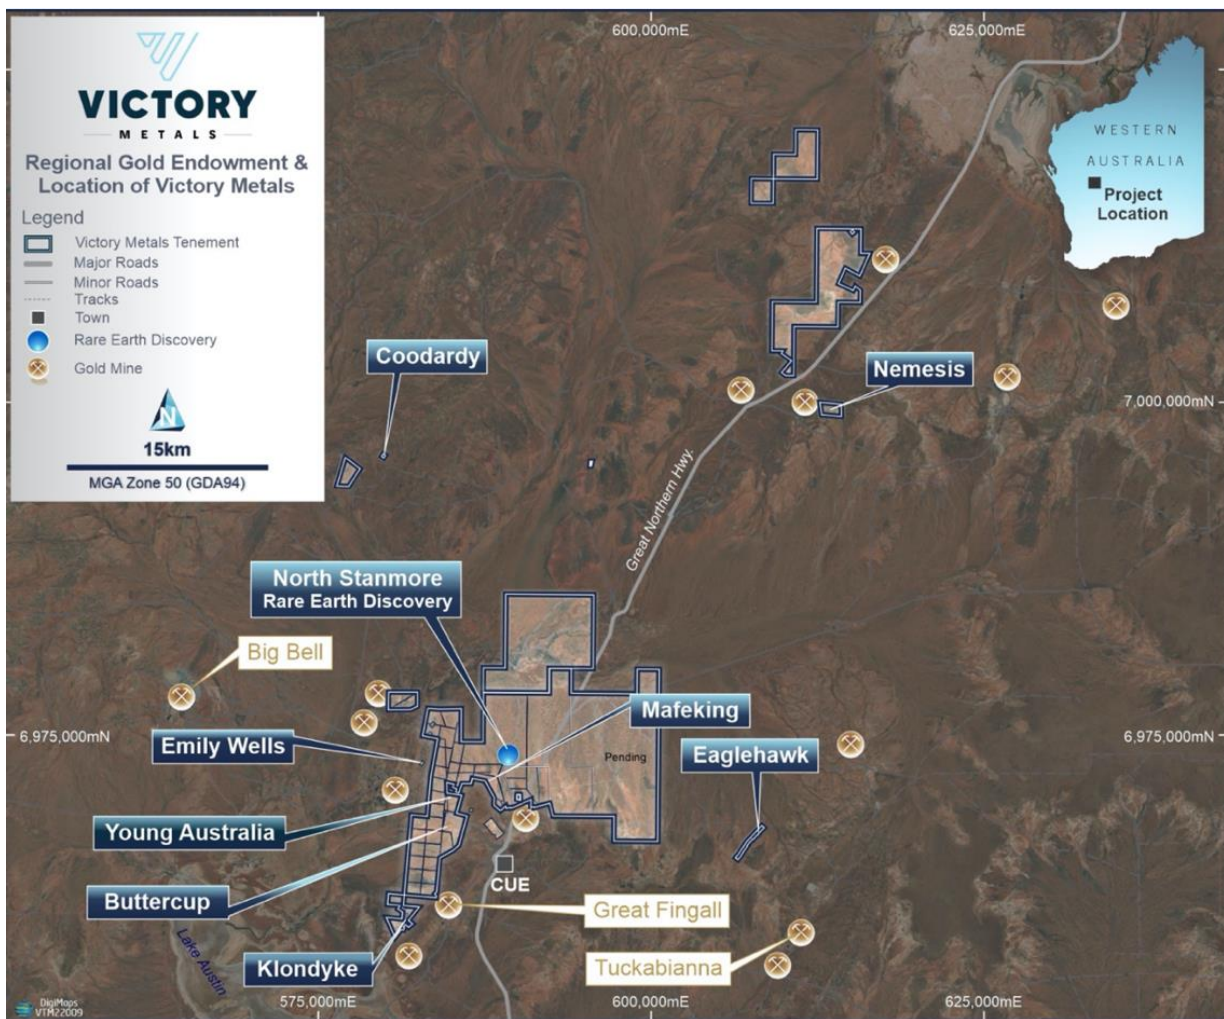 600,000mE
625,000mE
VICTORY
METALS
Regional Gold Endowment &
Location of Victory Metals
Legend
Victory Metals Tenement
Major Roads
Minor Roads
Tracks
Town
Rare Earth Discovery
Gold Mine
N
15km
MGA Zone 50 (GDA94)
WESTERN
AUSTRALIA
Project
Location
Coodardy
Nemesis
7,000,000mN
Great Northern Hwy.
North Stanmore
Rare Earth Discovery
Big Bell
Mafeking
6,975,000mN
Emily Wells
Pending
Eaglehawk
6,975,000mN
Young Australia
CUE
Buttercup
Great Fingall
Lake Austin
Klondyke
Tuckabianna
575,000mE
600,000mE
625,000mE
DigiMaps
VTM22009